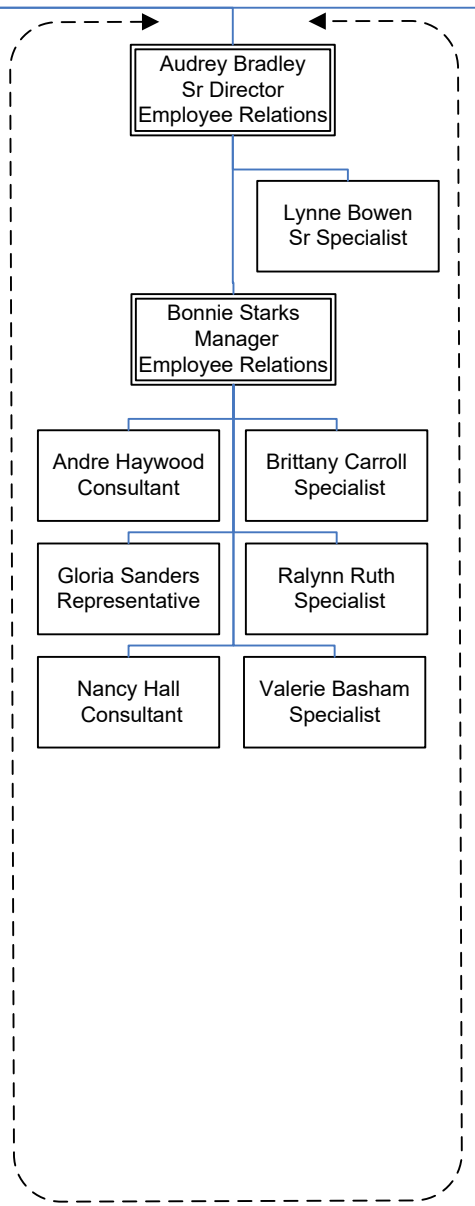 Audrey Bradley
Sr Director
Employee Relations
Lynne Bowen
Sr Specialist
Bonnie Starks
Manager
Employee Relations
Andre Haywood
Consultant
Brittany Carroll
Specialist
Gloria Sanders
Representative
Ralynn Ruth
Specialist
Nancy Hall
Consultant
Valerie Basham
Specialist